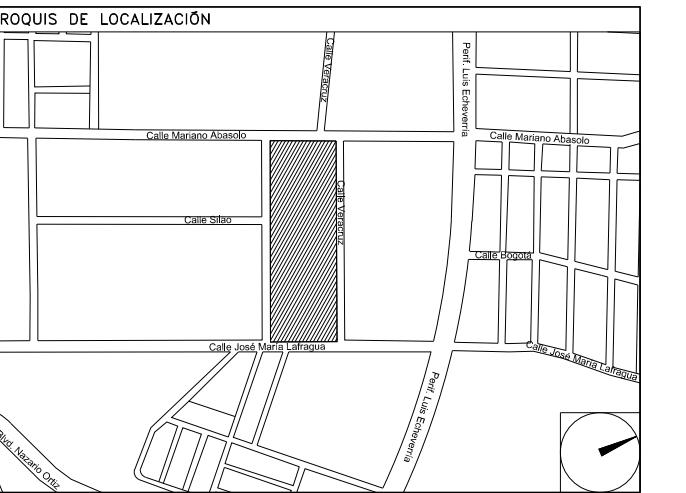 ROQUIS DE LOCALIZACIÓN
Calle Veracruz
Perif. Luis Echeverria
Calle Mariano Abasolo
Calle Mariano Abasolo
Calle Veracruz
Calle Silao
Calle Bogotá
Calle José María Lafragua
Calle José María Lafragua
Perif. Luis Echeverria
Blvd. Nazario Ortiz